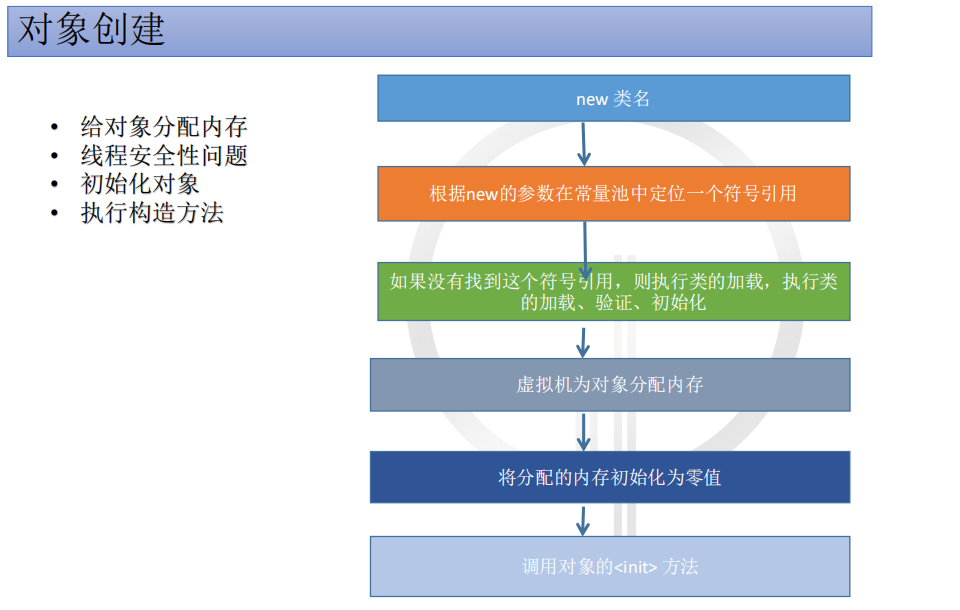 对象创建
• 给对象分配内存
• 线程安全性问题
• 初始化对象
• 执行构造方法
new 类名
根据new的参数在常量池中定位一个符号引用
如果没有找到这个符号引用，则执行类的加载，执行类
的加载、验证、初始化
虚拟机为对象分配内存
将分配的内存初始化为零值
调用对象的<init> 方法